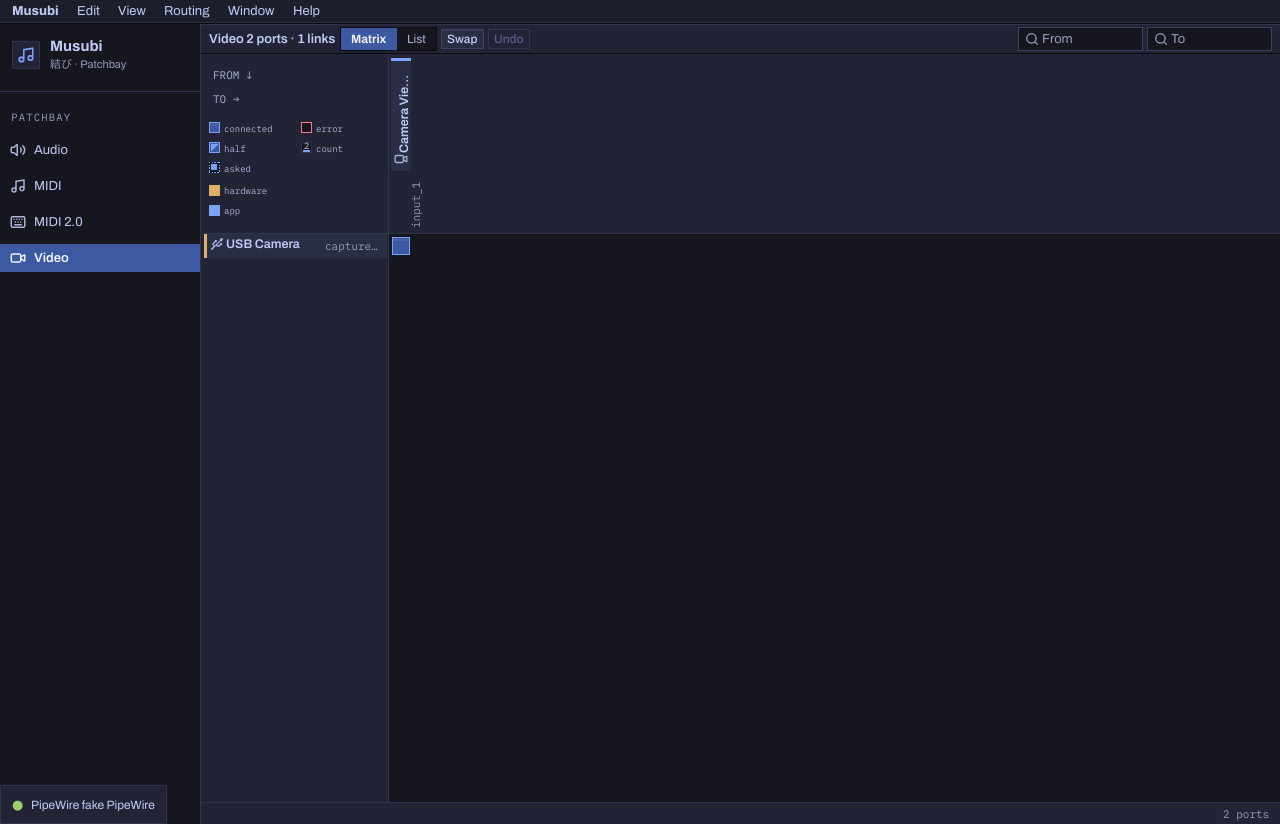 Musubi Edit View Routing Window Help
Musubi
結び · Patchbay
PATCHBAY
Audio
MIDI
MIDI 2.0
Video
PipeWire fake PipeWire
Video 2 ports · 1 links Matrix List Swap Undo From To
FROM ↓
TO →
connected error
half 2 count
asked
hardware
app
Camera Vie…
input_1
USB Camera capture…
2 ports